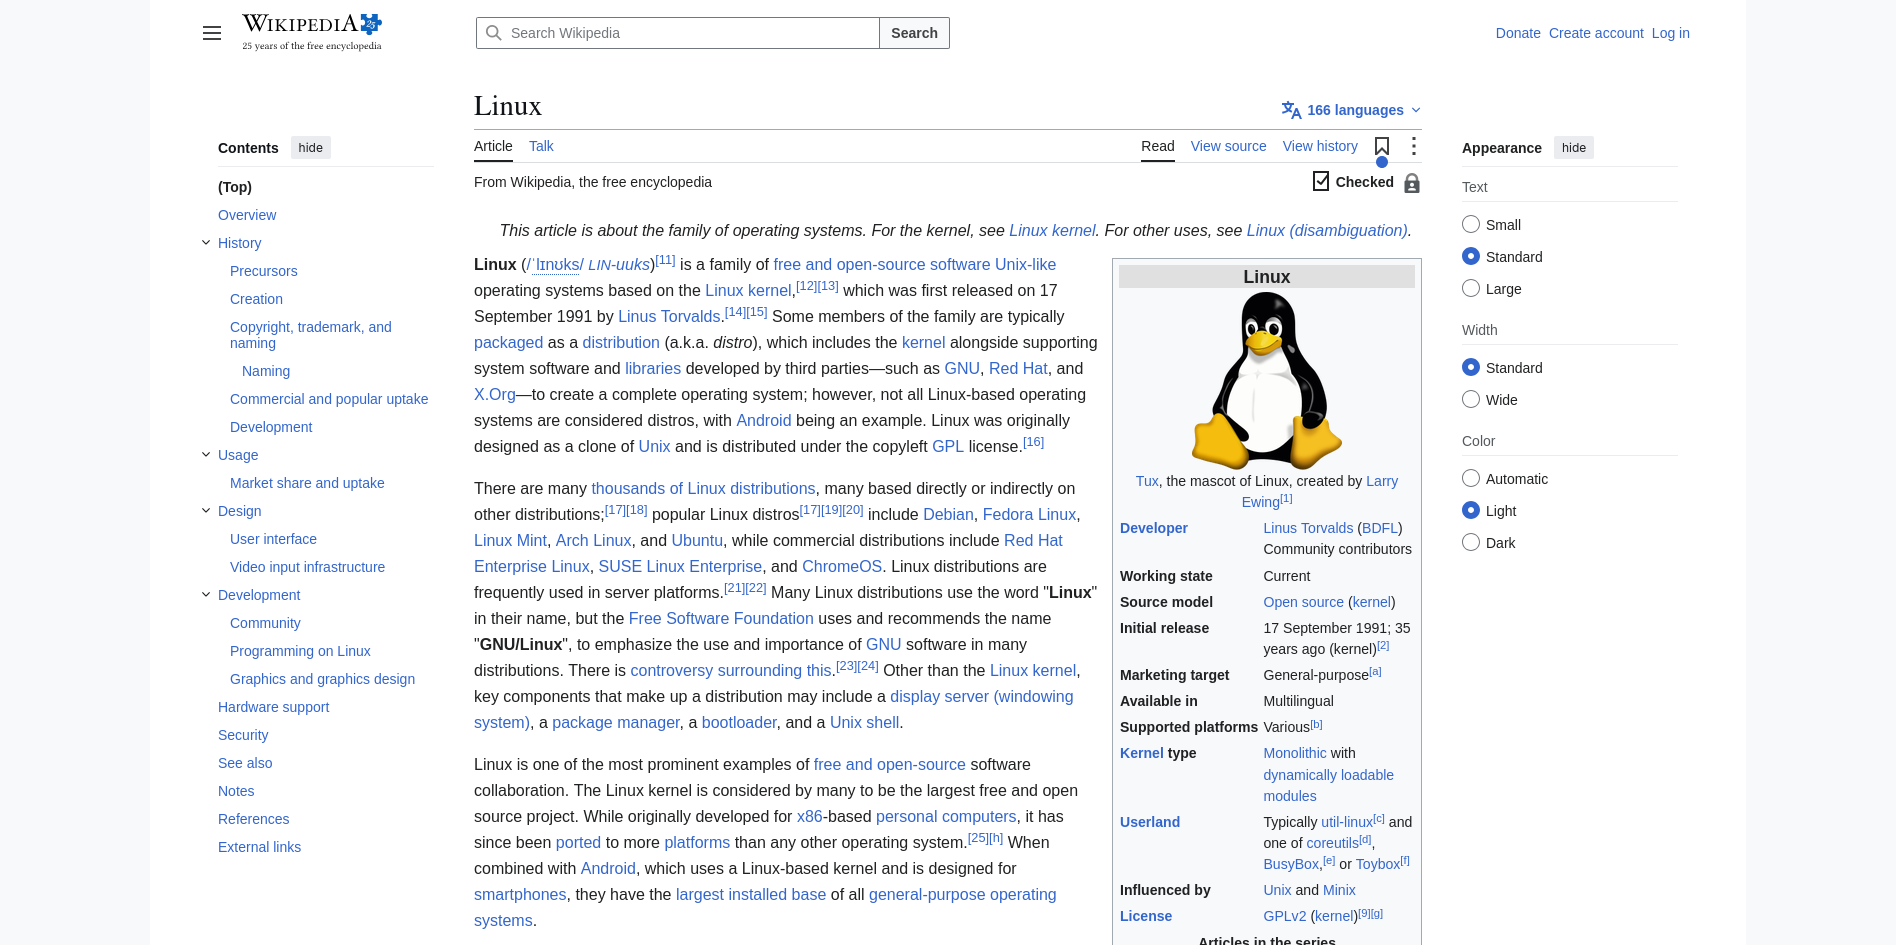 WIKIPEDIA 25
25 years of the free encyclopedia
Search Wikipedia
Search
Donate Create account Log in
Contents hide
(Top)
Overview
History
Precursors
Creation
Copyright, trademark, and
naming
Naming
Commercial and popular uptake
Development
Usage
Market share and uptake
Design
User interface
Video input infrastructure
Development
Community
Programming on Linux
Graphics and graphics design
Hardware support
Security
See also
Notes
References
External links
Linux
166 languages
Article Talk
Read View source View history
From Wikipedia, the free encyclopedia
Checked
This article is about the family of operating systems. For the kernel, see Linux kernel. For other uses, see Linux (disambiguation).
Linux (/ˈlɪnʊks/ LIN-uuks)[11] is a family of free and open-source software Unix-like
operating systems based on the Linux kernel,[12][13] which was first released on 17
September 1991 by Linus Torvalds.[14][15] Some members of the family are typically
packaged as a distribution (a.k.a. distro), which includes the kernel alongside supporting
system software and libraries developed by third parties—such as GNU, Red Hat, and
X.Org—to create a complete operating system; however, not all Linux-based operating
systems are considered distros, with Android being an example. Linux was originally
designed as a clone of Unix and is distributed under the copyleft GPL license.[16]
There are many thousands of Linux distributions, many based directly or indirectly on
other distributions;[17][18] popular Linux distros[17][19][20] include Debian, Fedora Linux,
Linux Mint, Arch Linux, and Ubuntu, while commercial distributions include Red Hat
Enterprise Linux, SUSE Linux Enterprise, and ChromeOS. Linux distributions are
frequently used in server platforms.[21][22] Many Linux distributions use the word "Linux"
in their name, but the Free Software Foundation uses and recommends the name
"GNU/Linux", to emphasize the use and importance of GNU software in many
distributions. There is controversy surrounding this.[23][24] Other than the Linux kernel,
key components that make up a distribution may include a display server (windowing
system), a package manager, a bootloader, and a Unix shell.
Linux is one of the most prominent examples of free and open-source software
collaboration. The Linux kernel is considered by many to be the largest free and open
source project. While originally developed for x86-based personal computers, it has
since been ported to more platforms than any other operating system.[25][h] When
combined with Android, which uses a Linux-based kernel and is designed for
smartphones, they have the largest installed base of all general-purpose operating
systems.
Linux
Tux, the mascot of Linux, created by Larry
Ewing[1]
Developer Linus Torvalds (BDFL)
Community contributors
Working state Current
Source model Open source (kernel)
Initial release 17 September 1991; 35
years ago (kernel)[2]
Marketing target General-purpose[a]
Available in Multilingual
Supported platforms Various[b]
Kernel type Monolithic with
dynamically loadable
modules
Userland Typically util-linux[c] and
one of coreutils[d],
BusyBox,[e] or Toybox[f]
Influenced by Unix and Minix
License GPLv2 (kernel)[9][g]
Articles in the series
Appearance hide
Text
Small
Standard
Large
Width
Standard
Wide
Color
Automatic
Light
Dark